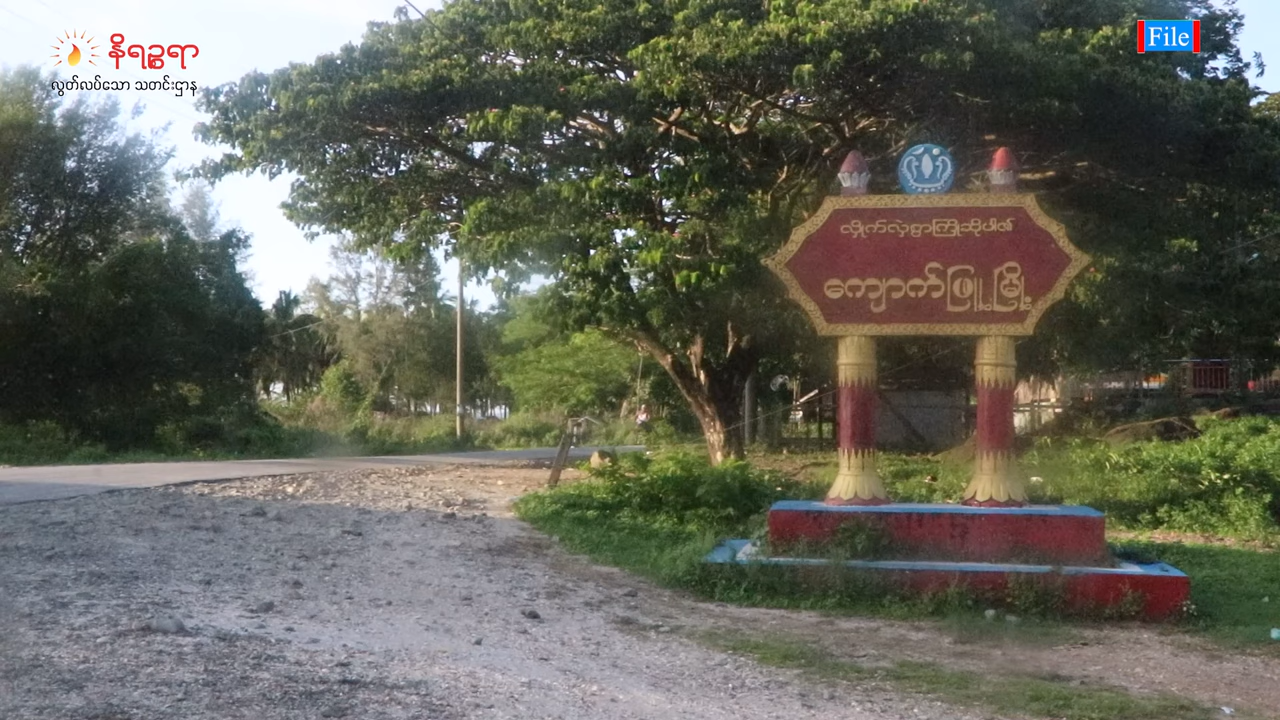 နိရဉ္စရာ
လွတ်လပ်သော သတင်းဌာန
File
လှိုက်လှဲစွာကြိုဆိုပါ၏
ကျောက်ဖြူမြို့